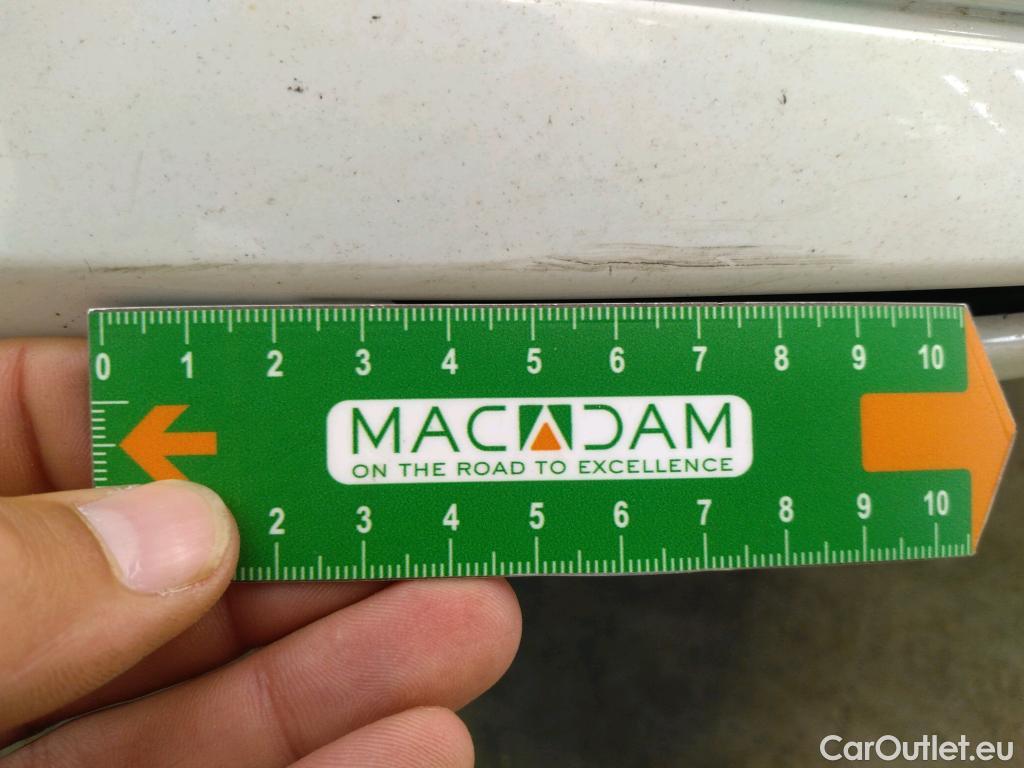 0 1 2 3 4 5 6 7 8 9 10
MACADAM
ON THE ROAD TO EXCELLENCE
2 3 4 5 6 7 8 9 10
CarOutlet.eu